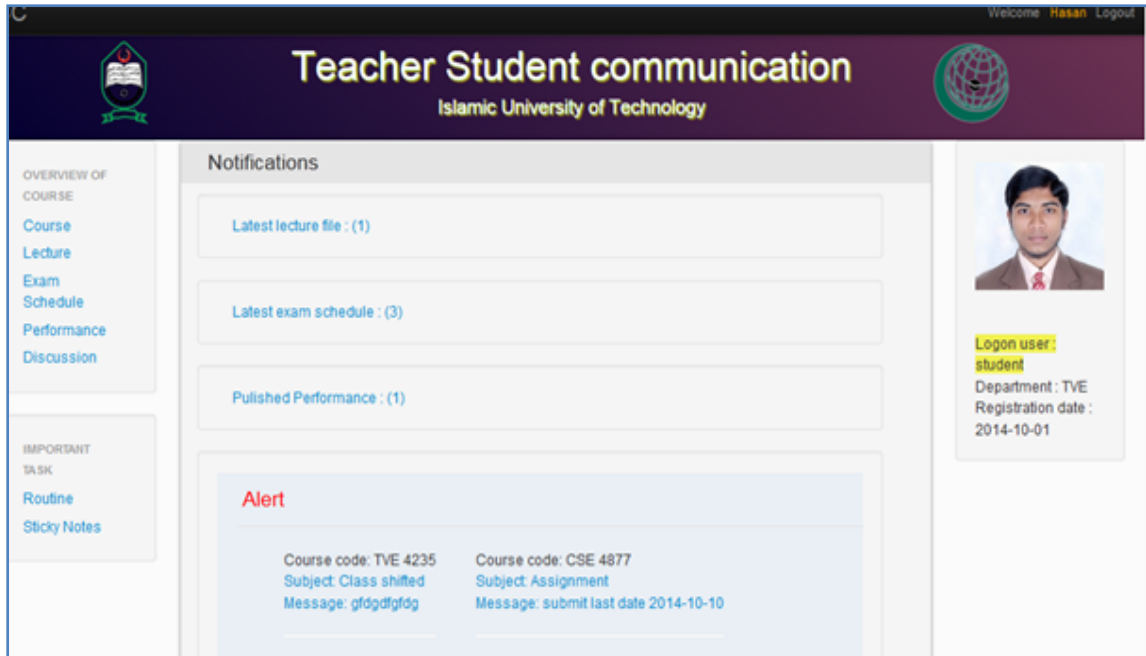 C
Welcome Hasan Logout
Teacher Student communication
Islamic University of Technology
OVERVIEW OF
COURSE
Course
Lecture
Exam
Schedule
Performance
Discussion
IMPORTANT
TASK
Routine
Sticky Notes
Notifications
Latest lecture file : (1)
Latest exam schedule : (3)
Pulished Performance : (1)
Alert
Course code: TVE 4235
Subject: Class shifted
Message: gfdgdfgfdg
Course code: CSE 4877
Subject: Assignment
Message: submit last date 2014-10-10
Logon user :
student
Department : TVE
Registration date :
2014-10-01